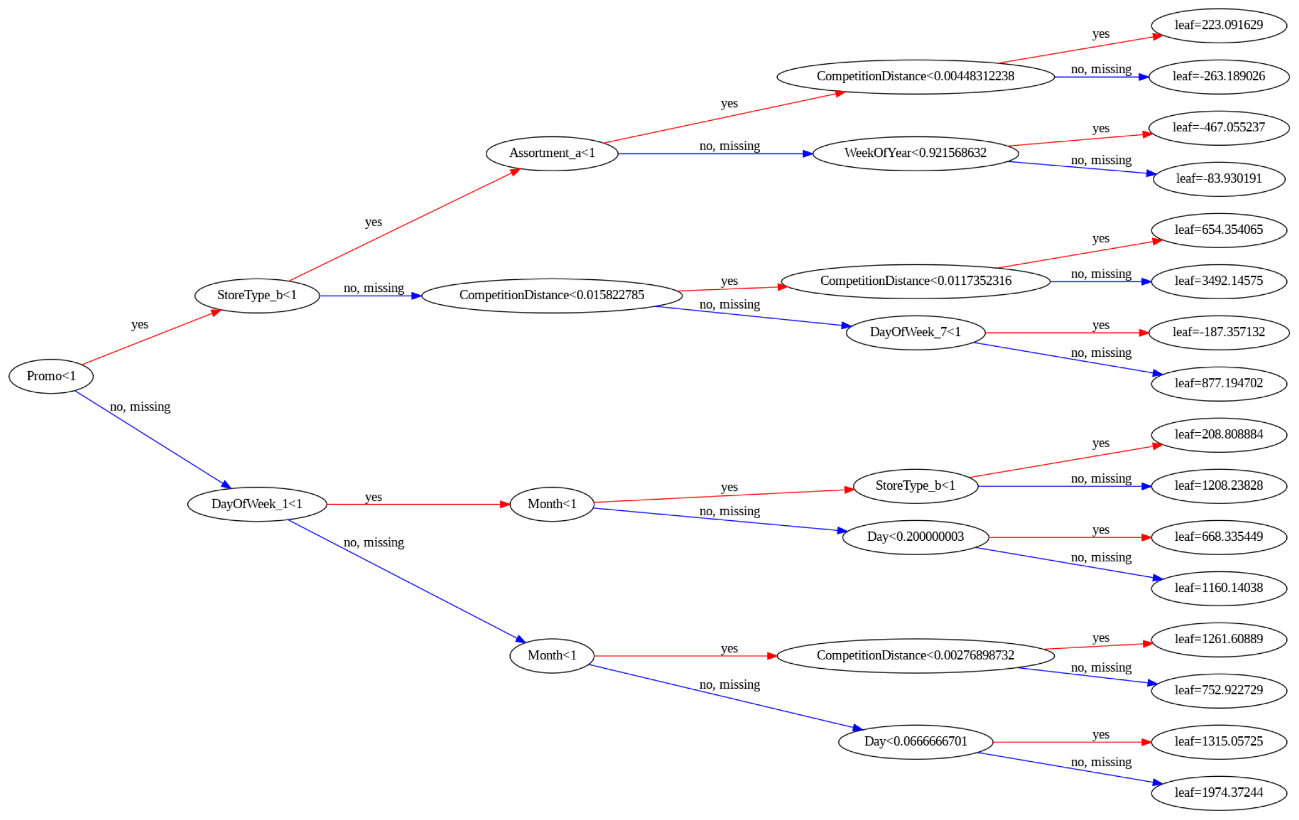 leaf=223.091629
yes
CompetitionDistance<0.00448312238
no, missing
leaf=-263.189026
yes
leaf=-467.055237
yes
Assortment_a<1
no, missing
WeekOfYear<0.921568632
no, missing
leaf=-83.930191
yes
leaf=654.354065
yes
StoreType_b<1
no, missing
CompetitionDistance<0.015822785
yes
CompetitionDistance<0.0117352316
no, missing
leaf=3492.14575
no, missing
yes
DayOfWeek_7<1
yes
leaf=-187.357132
no, missing
leaf=877.194702
Promo<1
no, missing
leaf=208.808884
yes
DayOfWeek_1<1
yes
Month<1
yes
StoreType_b<1
no, missing
leaf=1208.23828
no, missing
Day<0.200000003
yes
leaf=668.335449
no, missing
no, missing
leaf=1160.14038
Month<1
yes
CompetitionDistance<0.00276898732
yes
leaf=1261.60889
no, missing
leaf=752.922729
no, missing
Day<0.0666666701
yes
leaf=1315.05725
no, missing
leaf=1974.37244